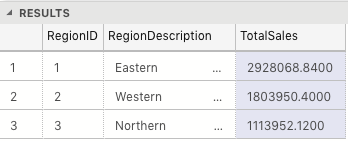 RESULTS
RegionID RegionDescription TotalSales
1 1 Eastern ... 2928068.8400
2 2 Western ... 1803950.4000
3 3 Northern ... 1113952.1200